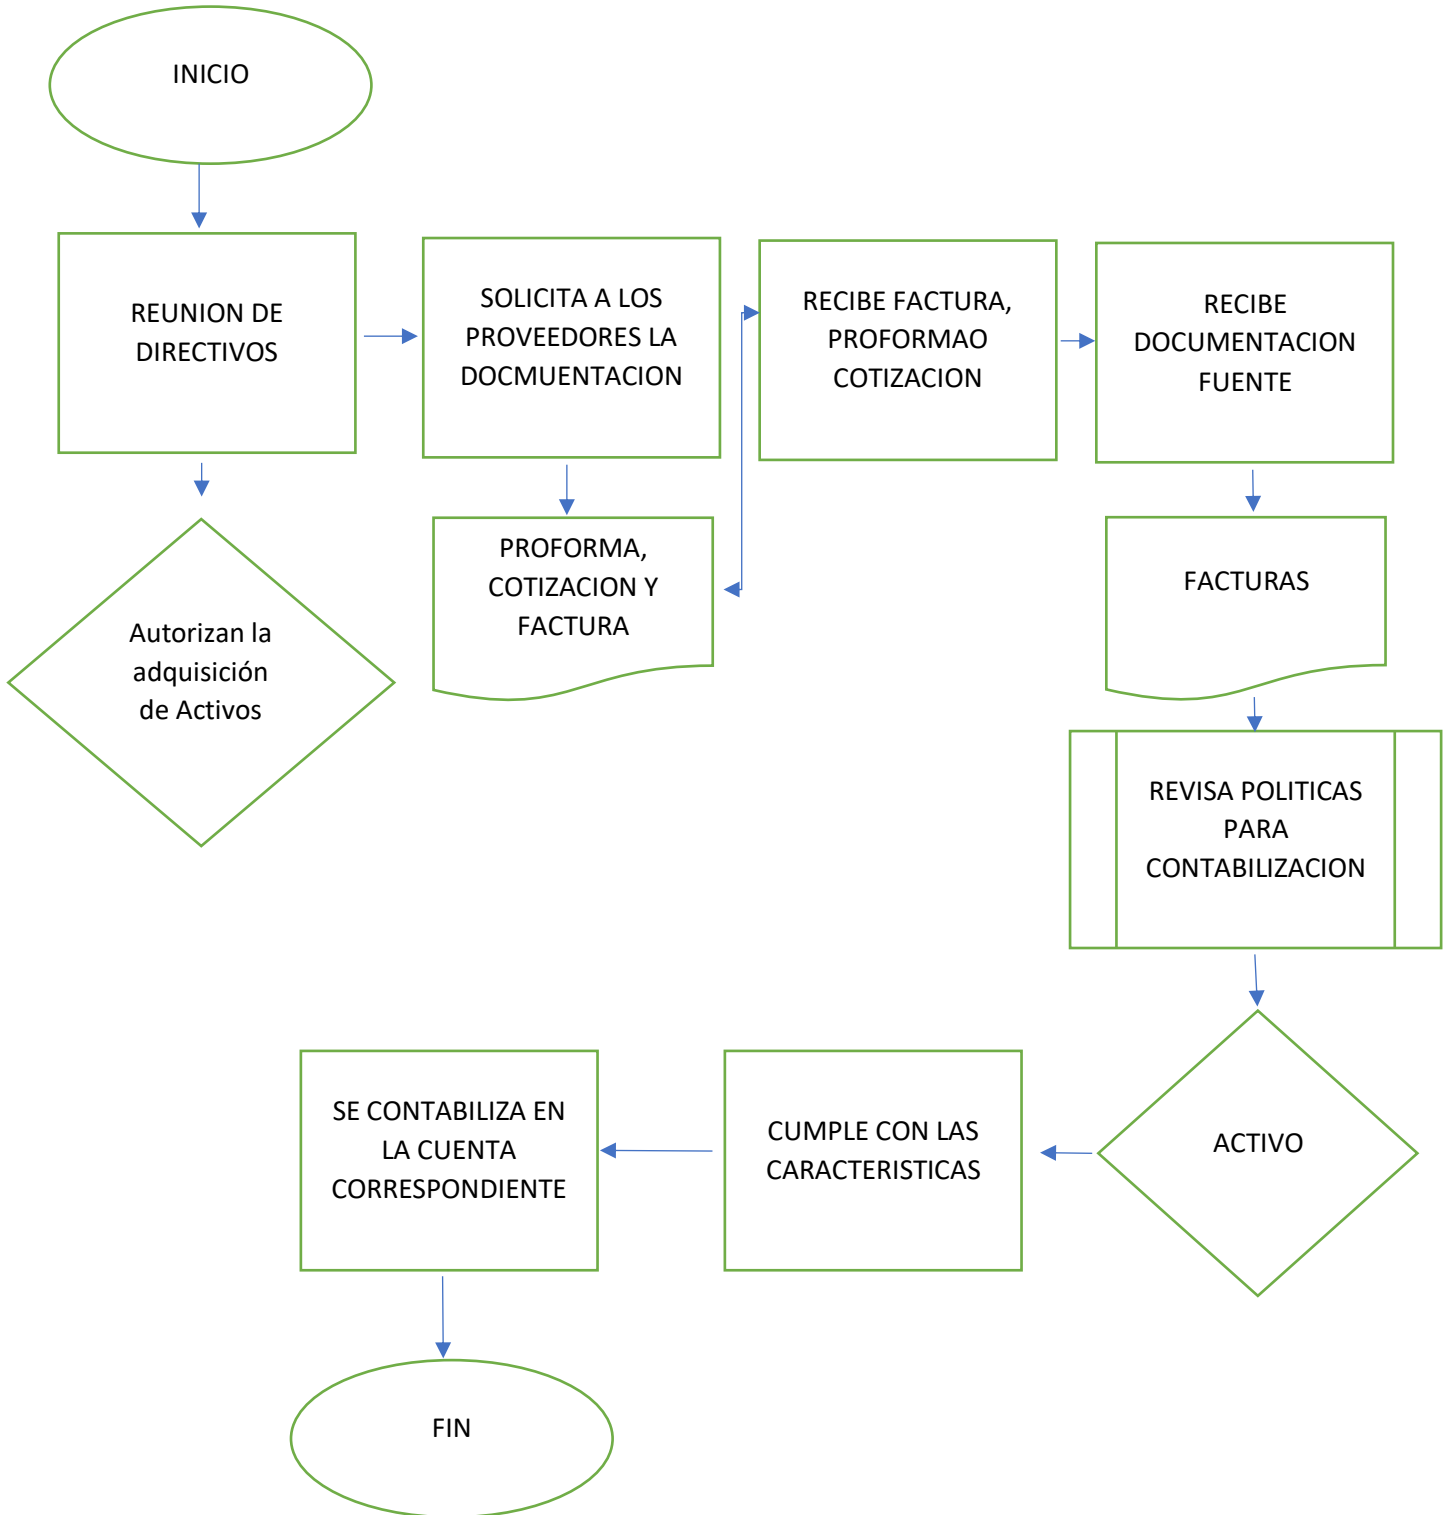 INICIO
REUNION DE
DIRECTIVOS
SOLICITA A LOS
PROVEEDORES LA
DOCMUENTACION
RECIBE FACTURA,
PROFORMAO
COTIZACION
RECIBE
DOCUMENTACION
FUENTE
Autorizan la
adquisición
de Activos
PROFORMA,
COTIZACION Y
FACTURA
FACTURAS
REVISA POLITICAS
PARA
CONTABILIZACION
ACTIVO
CUMPLE CON LAS
CARACTERISTICAS
SE CONTABILIZA EN
LA CUENTA
CORRESPONDIENTE
FIN